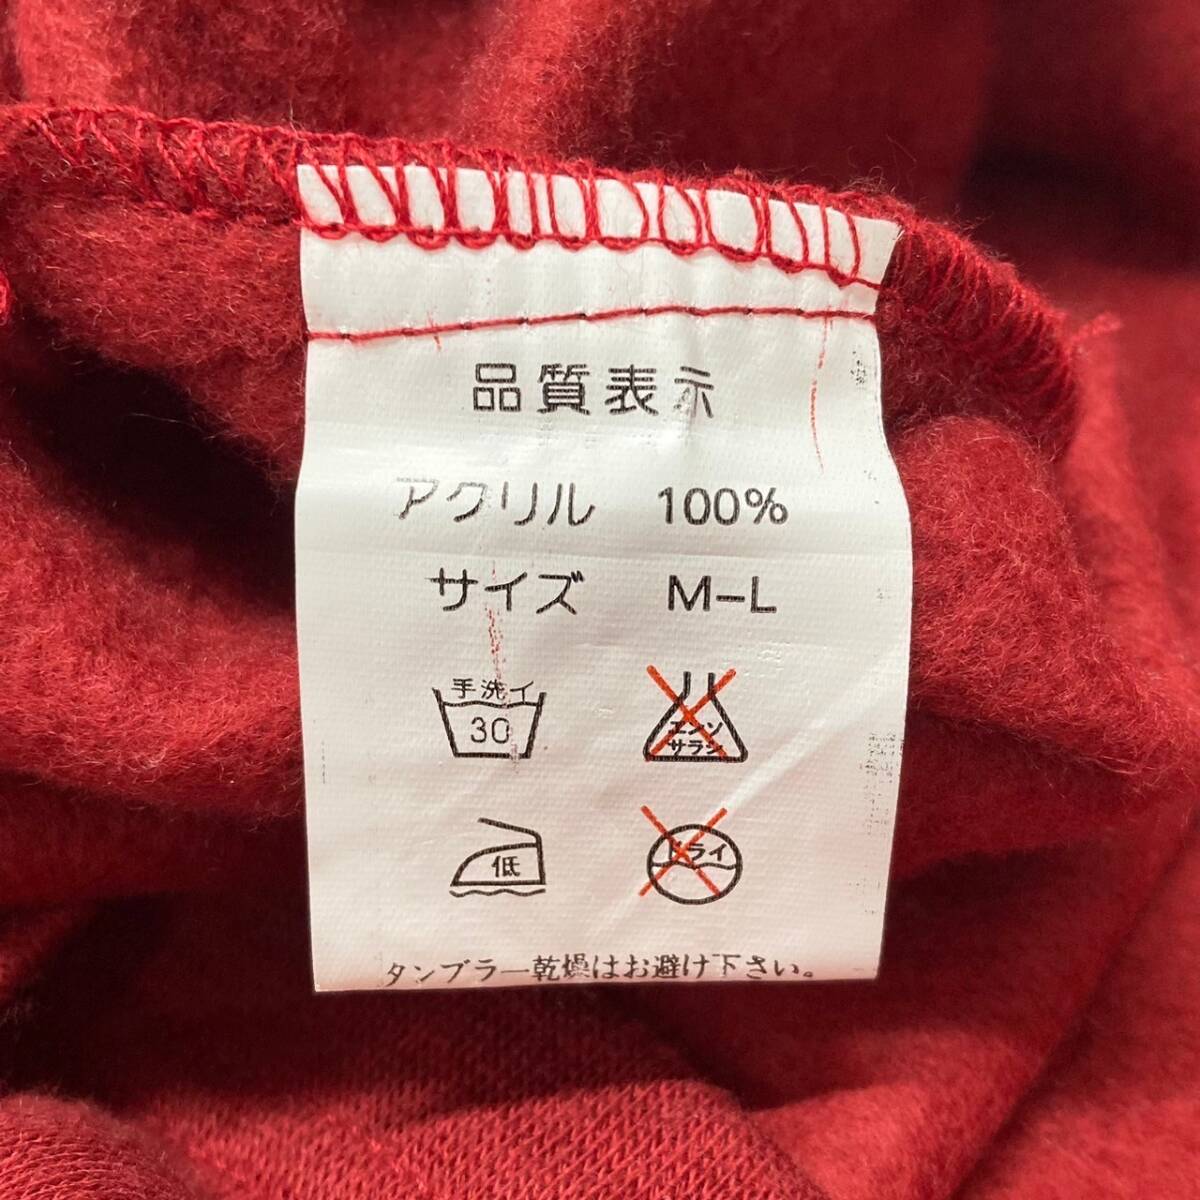 品質表示
アクリル 100%
サイズ M-L
手洗イ
30
エンソ
サラシ
低
ドライ
タンブラー乾燥はお避け下さい。